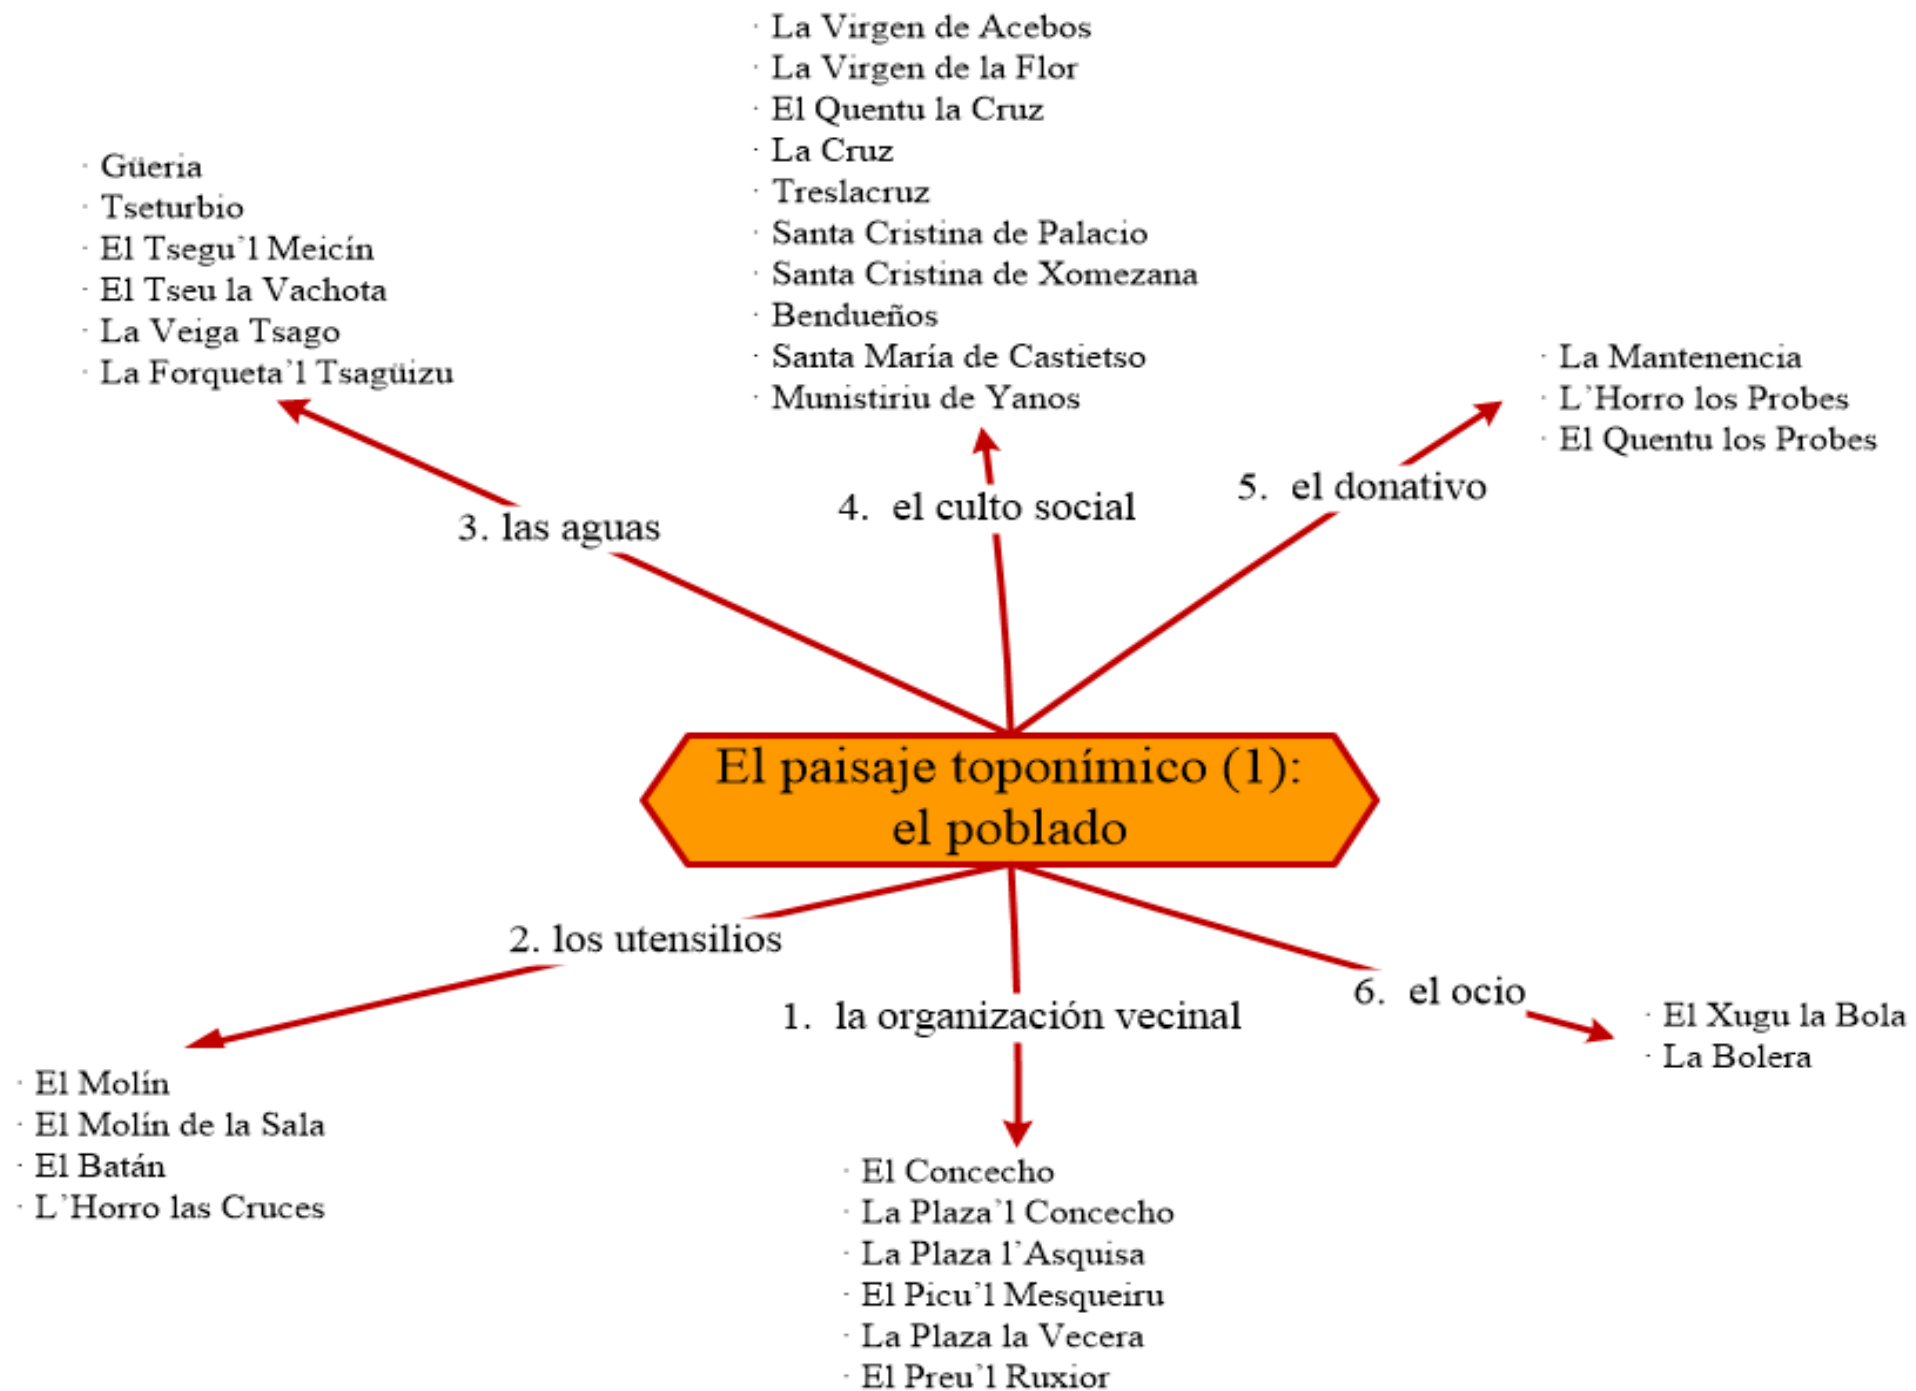 · La Virgen de Acebos
· La Virgen de la Flor
· El Quentu la Cruz
· La Cruz
· Treslacruz
· Santa Cristina de Palacio
· Santa Cristina de Xomezana
· Bendueños
· Santa María de Castietso
· Munistiriu de Yanos
· Güeria
· Tseturbio
· El Tsegu’l Meicín
· El Tseu la Vachota
· La Veiga Tsago
· La Forqueta’l Tsagüizu
· La Mantenencia
· L’Horro los Probes
· El Quentu los Probes
3. las aguas
4. el culto social
5. el donativo
El paisaje toponímico (1):
el poblado
2. los utensilios
1. la organización vecinal
6. el ocio
· El Xugu la Bola
· La Bolera
· El Molín
· El Molín de la Sala
· El Batán
· L’Horro las Cruces
· El Concecho
· La Plaza’l Concecho
· La Plaza l’Asquisa
· El Picu’l Mesqueiru
· La Plaza la Vecera
· El Preu’l Ruxior